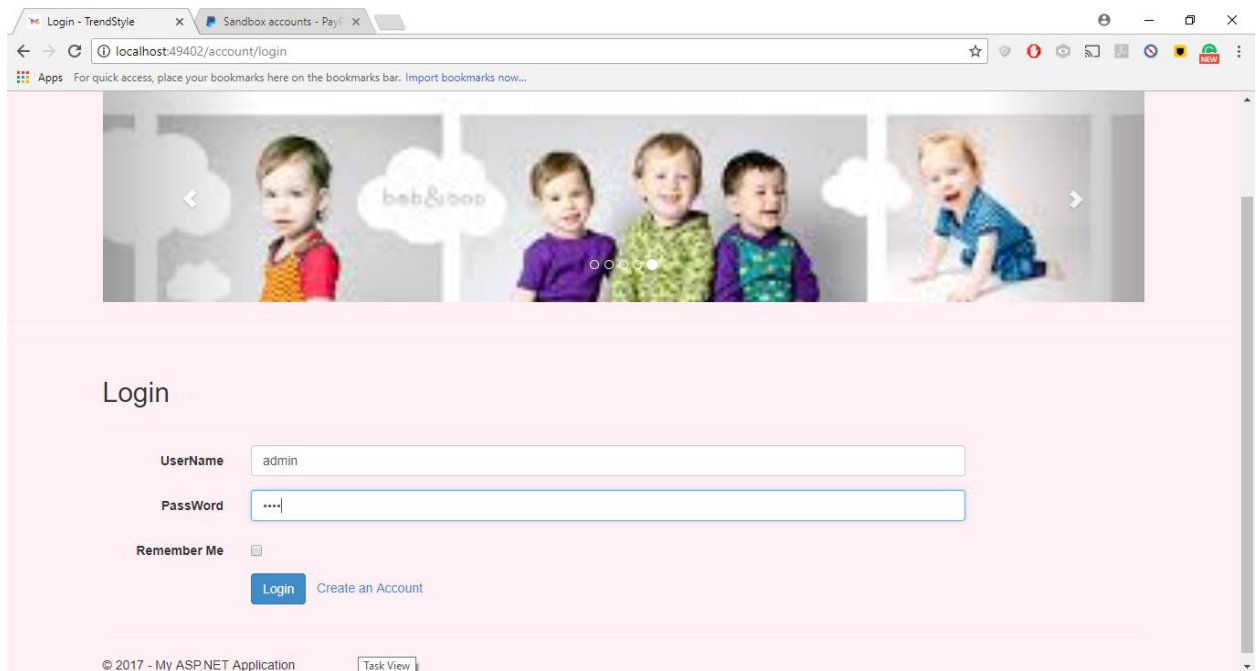 Login - TrendStyle
Sandbox accounts - PayP
localhost:49402/account/login
NEW
Apps For quick access, place your bookmarks here on the bookmarks bar. Import bookmarks now...
Login
UserName admin
PassWord ••••
Remember Me
Login Create an Account
© 2017 - My ASP.NET Application
Task View